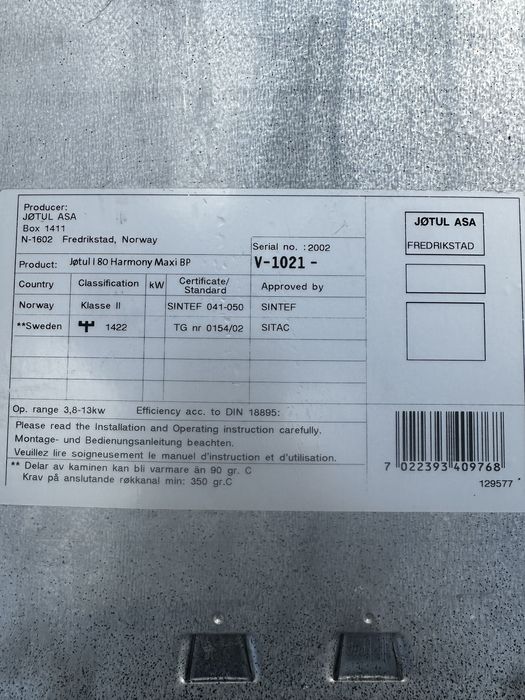 Producer:
JØTUL ASA
Box 1411
N-1602 Fredrikstad, Norway
Serial no. :2002
Product: Jøtul I 80 Harmony Maxi BP V-1021 -
Country Classification kW Certificate/ Standard Approved by
Norway Klasse II SINTEF 041-050 SINTEF
**Sweden 1422 TG nr 0154/02 SITAC
Op. range 3,8-13kw Efficiency acc. to DIN 18895:
Please read the Installation and Operating instruction carefully.
Montage- und Bedienungsanleitung beachten.
Veuillez lire soigneusement le manuel d'instruction et d'utilisation.
** Delar av kaminen kan bli varmare än 90 gr. C
Krav på anslutande røkkanal min: 350 gr.C
JØTUL ASA
FREDRIKSTAD
7 022393 409768
129577